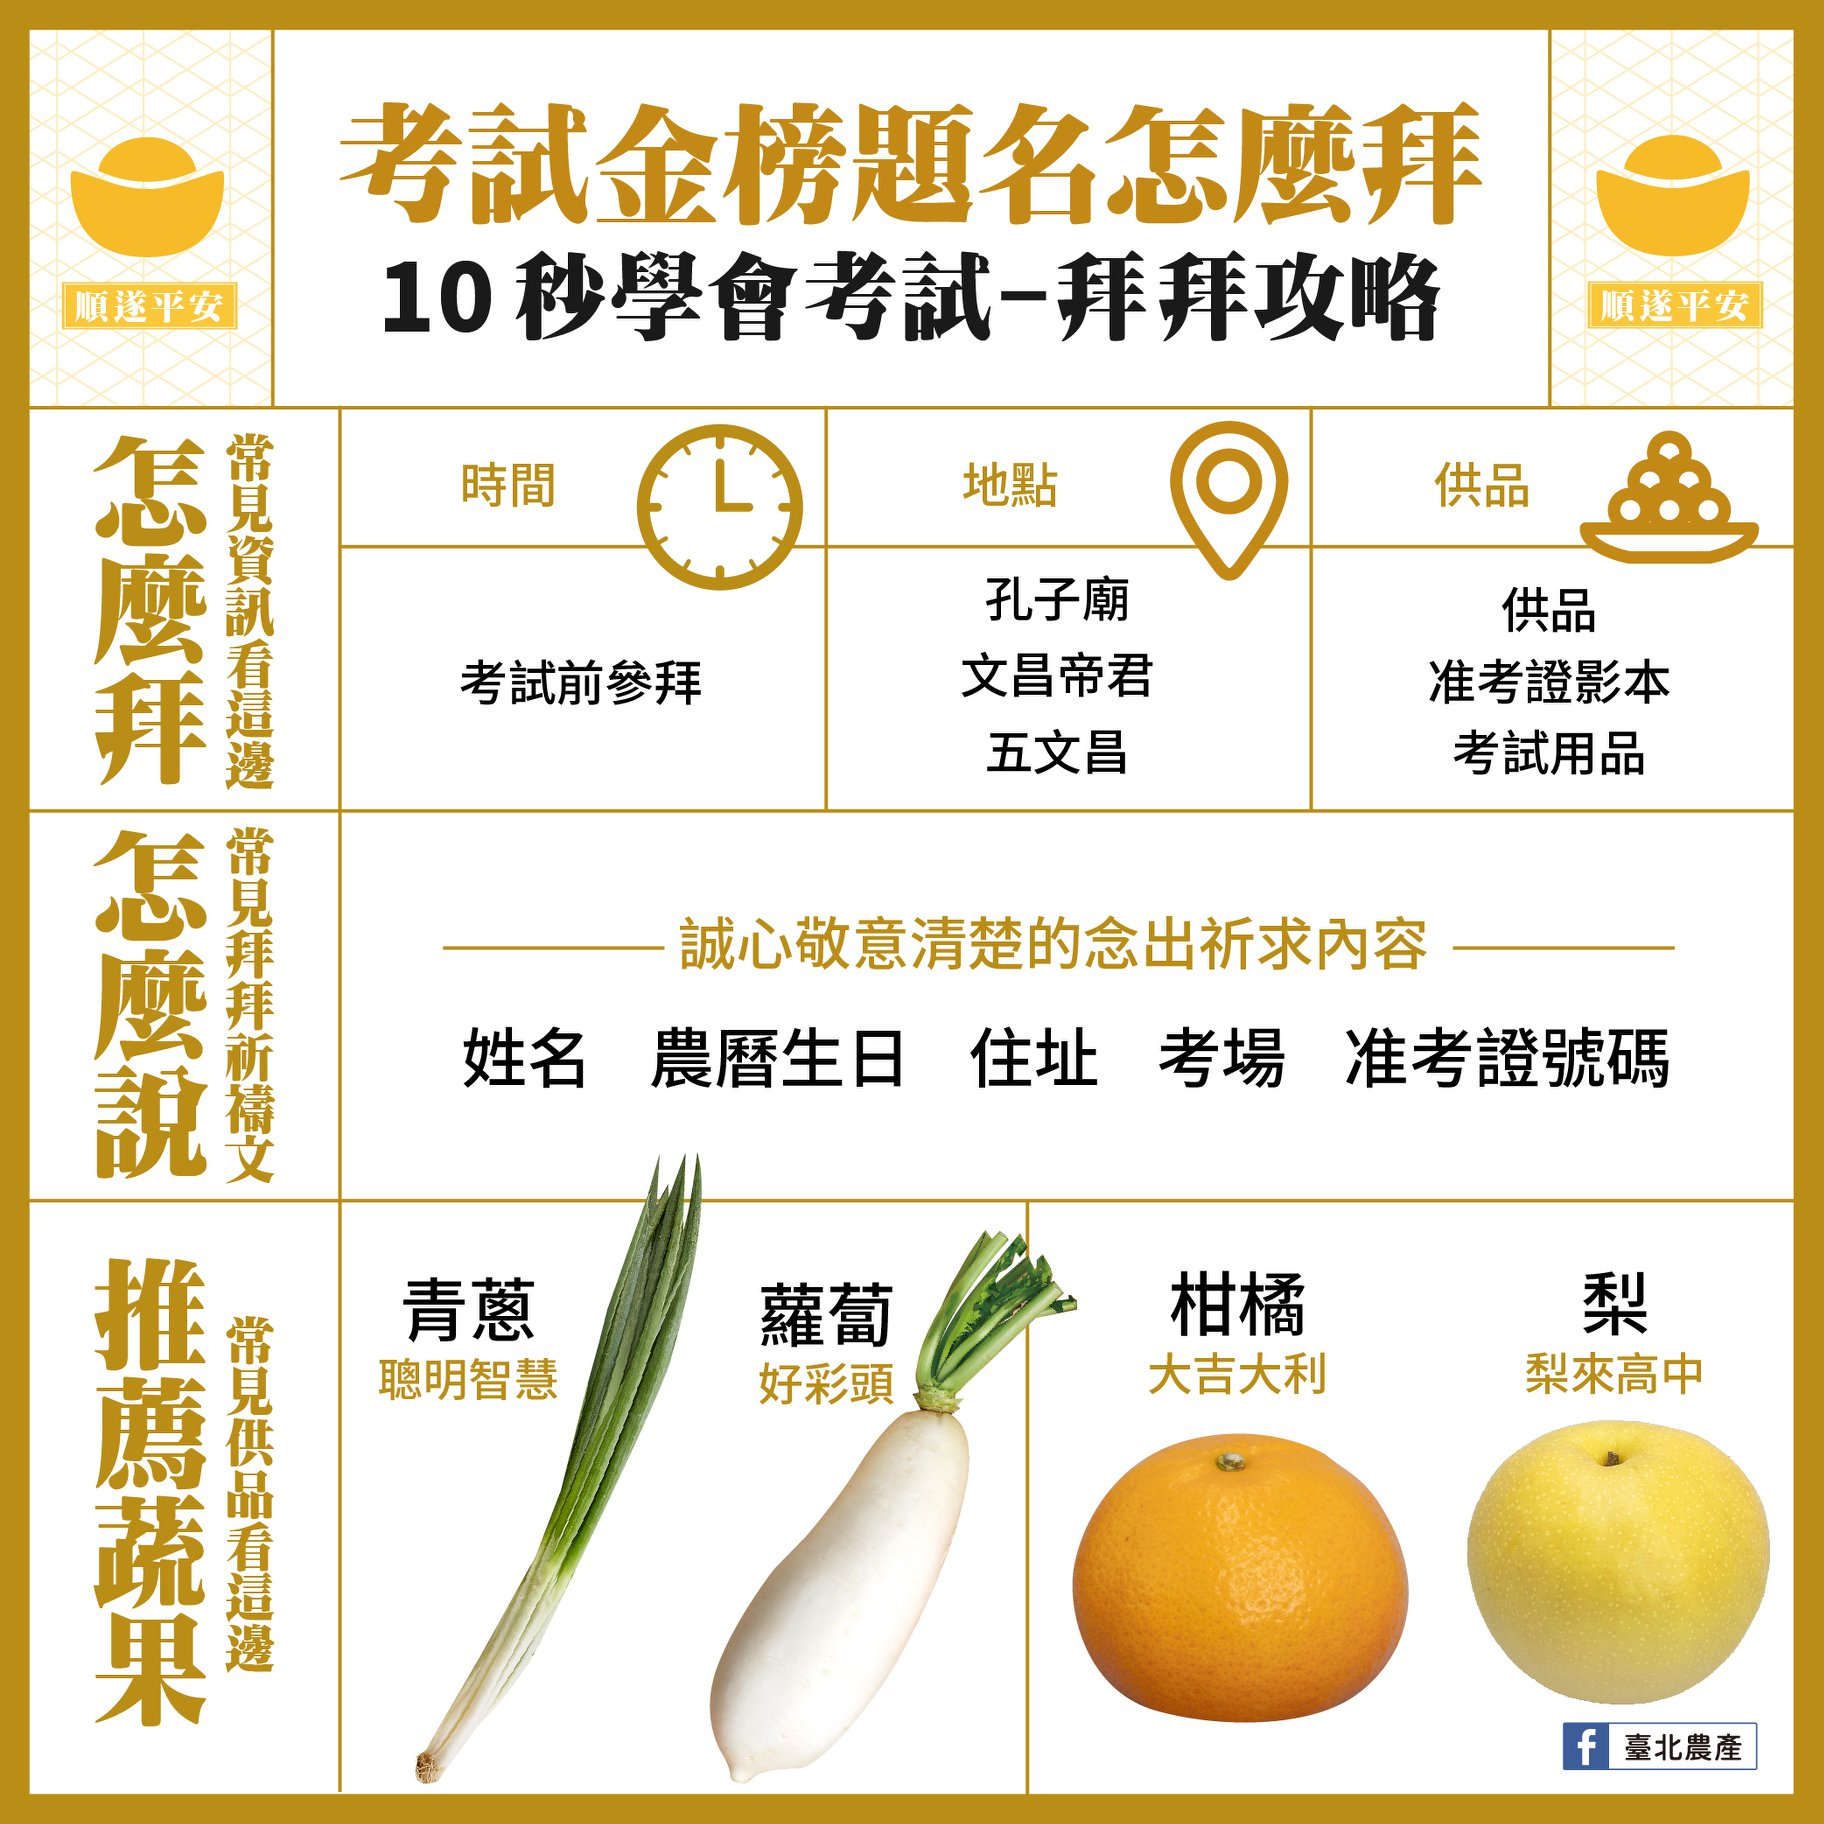 考試金榜題名怎麼拜
10秒學會考試-拜拜攻略
順遂平安
順遂平安
怎麼拜
常見資訊看這邊
時間
地點
供品
考試前參拜
孔子廟
文昌帝君
五文昌
供品
准考證影本
考試用品
怎麼說
常見拜拜祈禱文
誠心敬意清楚的念出祈求內容
姓名 農曆生日 住址 考場 准考證號碼
推薦蔬果
常見供品看這邊
青蔥
聰明智慧
蘿蔔
好彩頭
柑橘
大吉大利
梨
梨來高中
f 臺北農產